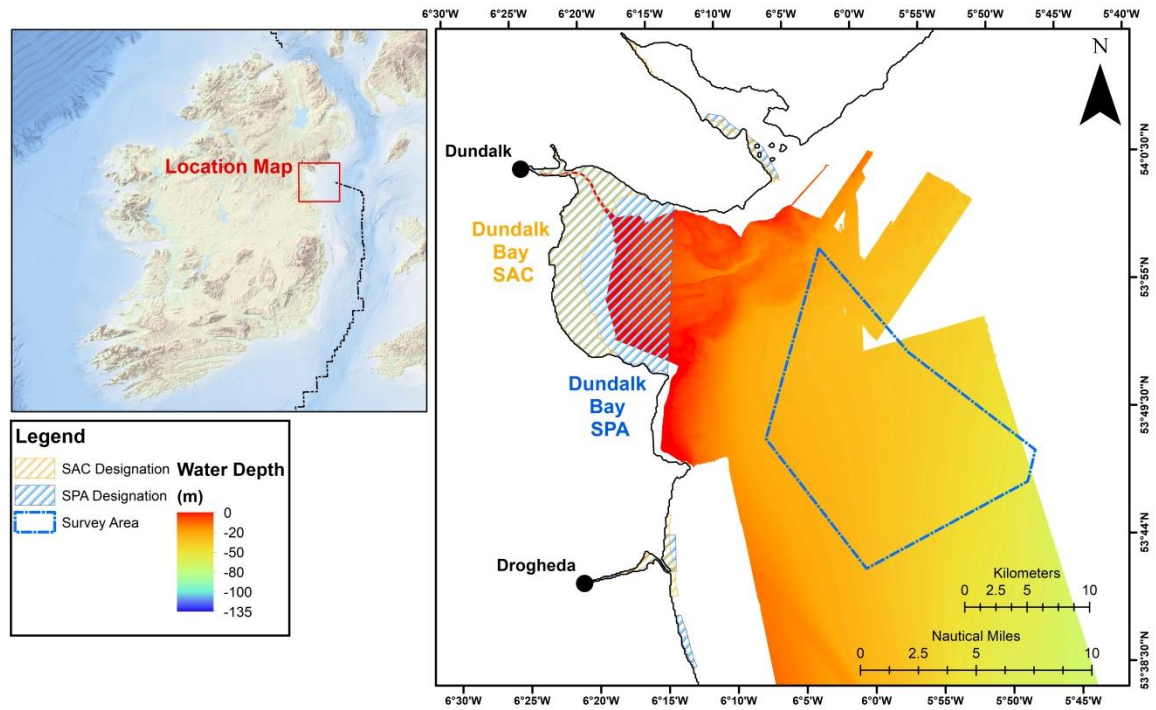 6°30'W 6°24'W 6°20'W 6°14'W 6°10'W 6°5'W 6°0'W 5°55'W 5°50'W 5°45'W 5°40'W
N
Location Map
Dundalk
54°0'30"N
Dundalk
Bay
SAC
53°55'N
Dundalk
Bay
SPA
53°49'30"N
Legend
SAC Designation
SPA Designation
Survey Area
Water Depth
(m)
0
-20
-50
-80
-100
-135
53°44'N
Drogheda
Kilometers
0 2.5 5 10
Nautical Miles
0 2.5 5 10
53°38'30"N
6°30'W 6°25'W 6°20'W 6°15'W 6°10'W 6°5'W 6°0'W 5°55'W 5°50'W 5°45'W